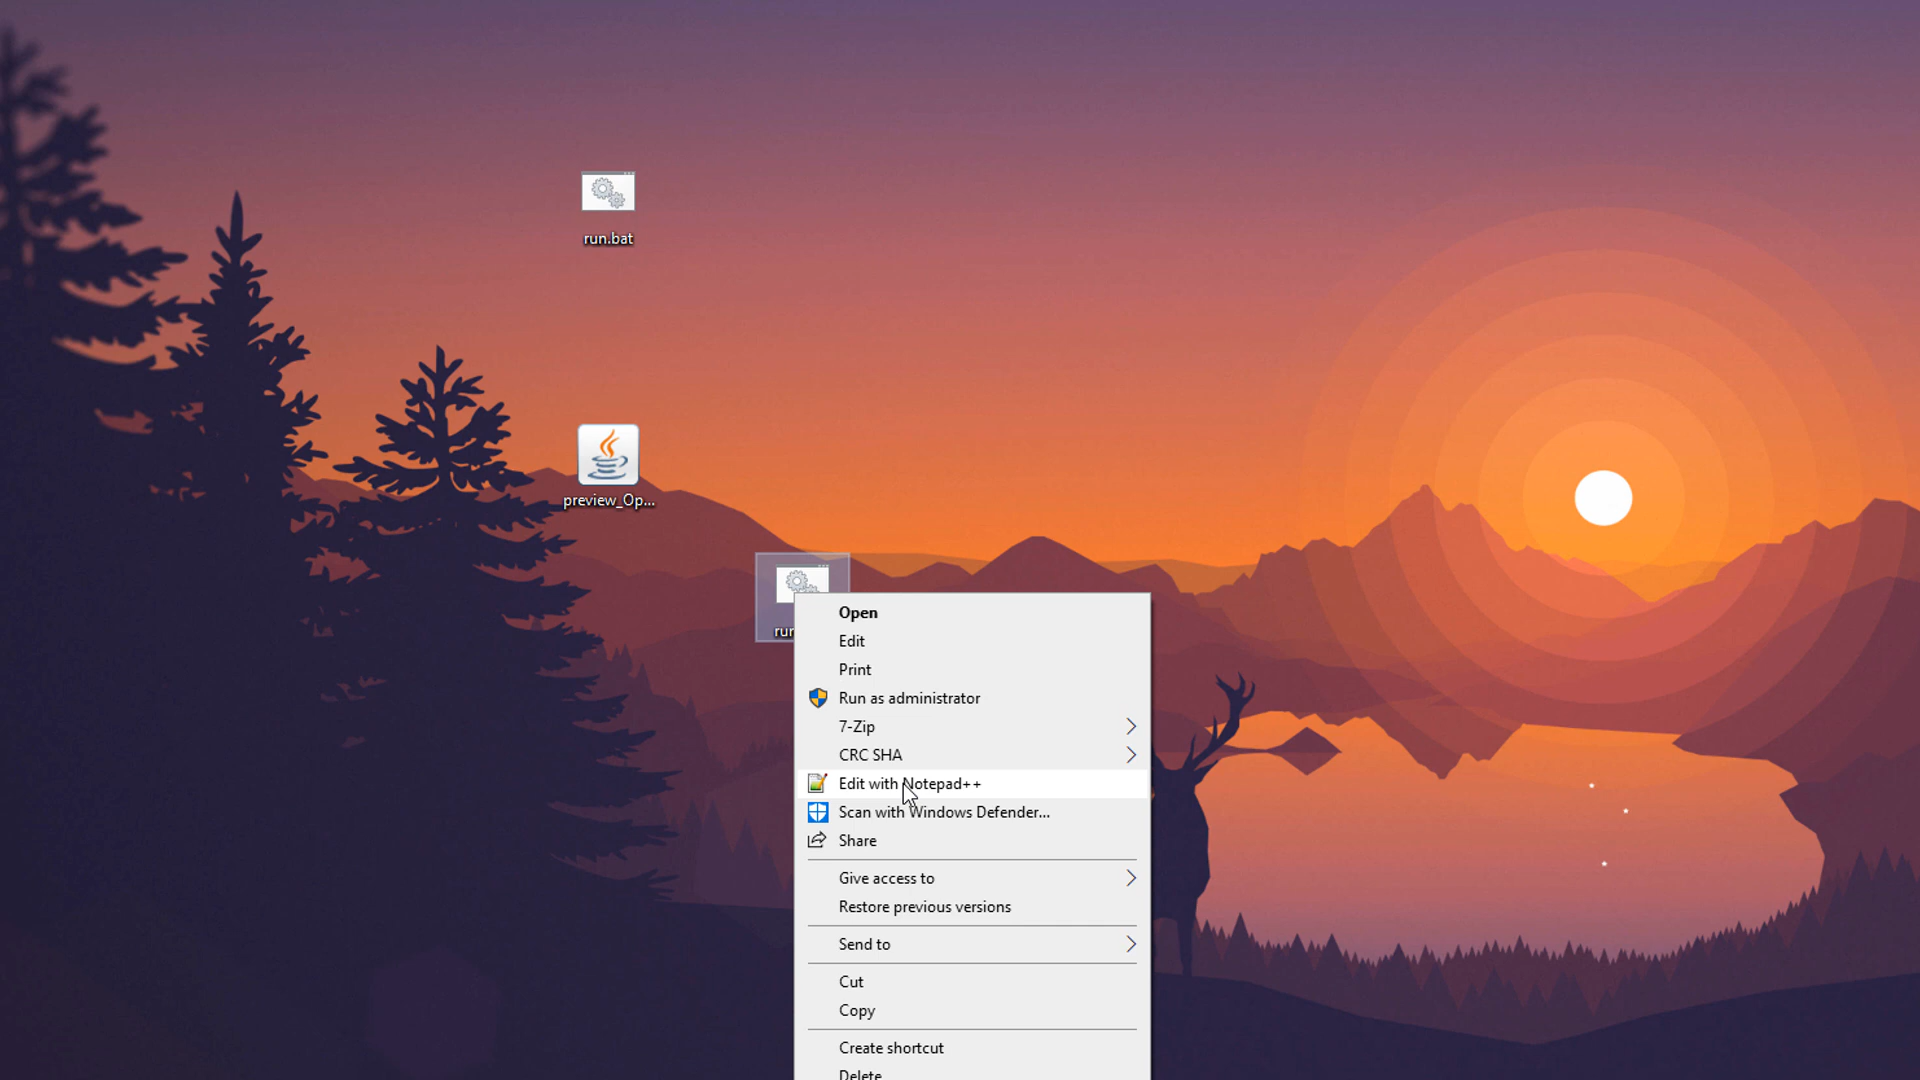 run.bat
preview_Op...
run
Open
Edit
Print
Run as administrator
7-Zip
CRC SHA
Edit with Notepad++
Scan with Windows Defender...
Share
Give access to
Restore previous versions
Send to
Cut
Copy
Create shortcut
Delete